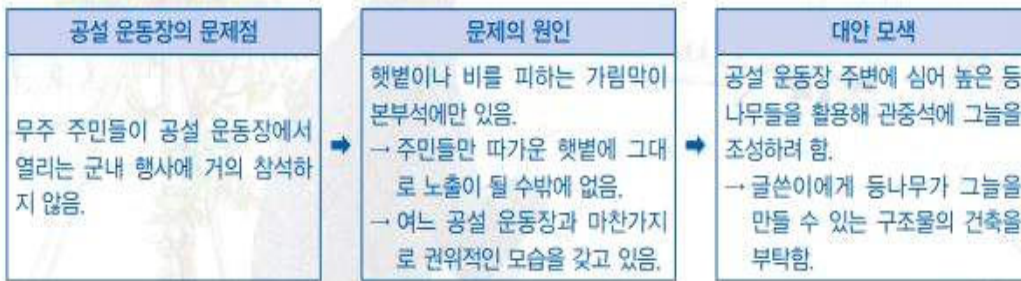 공설 운동장의 문제점
무주 주민들이 공설 운동장에서
열리는 군내 행사에 거의 참석하
지 않음.
➡
문제의 원인
햇볕이나 비를 피하는 가림막이
본부석에만 있음.
→ 주민들만 따가운 햇볕에 그대
로 노출이 될 수밖에 없음.
→ 여느 공설 운동장과 마찬가지
로 권위적인 모습을 갖고 있음.
➡
대안 모색
공설 운동장 주변에 심어 높은 등
나무들을 활용해 관중석에 그늘을
조성하려 함.
→ 글쓴이에게 등나무가 그늘을
만들 수 있는 구조물의 건축을
부탁함.